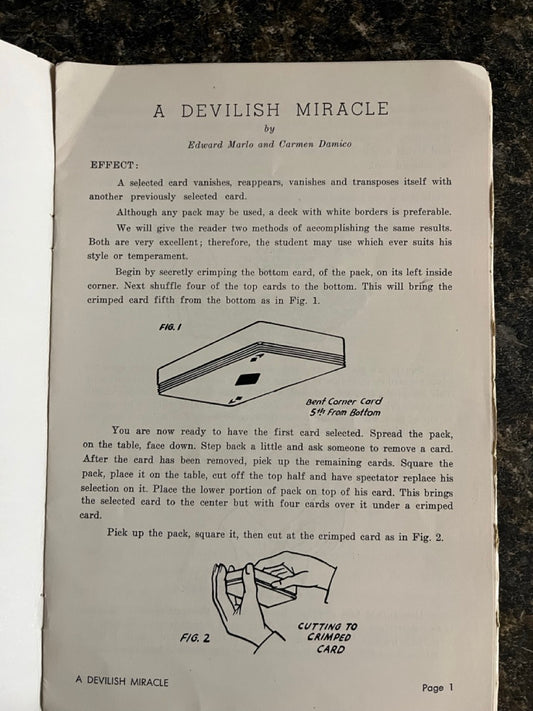 A DEVILISH MIRACLE
by
Edward Marlo and Carmen Damico
EFFECT:
A selected card vanishes, reappears, vanishes and transposes itself with
another previously selected card.
Although any pack may be used, a deck with white borders is preferable.
We will give the reader two methods of accomplishing the same results.
Both are very excellent; therefore, the student may use which ever suits his
style or temperament.
Begin by secretly crimping the bottom card, of the pack, on its left inside
corner. Next shuffle four of the top cards to the bottom. This will bring the
crimped card fifth from the bottom as in Fig. 1.
FIG. 1
Bent Corner Card
5th From Bottom
You are now ready to have the first card selected. Spread the pack,
on the table, face down. Step back a little and ask someone to remove a card.
After the card has been removed, pick up the remaining cards. Square the
pack, place it on the table, cut off the top half and have spectator replace his
selection on it. Place the lower portion of pack on top of his card. This brings
the selected card to the center but with four cards over it under a crimped
card.
Pick up the pack, square it, then cut at the crimped card as in Fig. 2.
FIG. 2
CUTTING TO
CRIMPED
CARD
A DEVILISH MIRACLE
Page 1